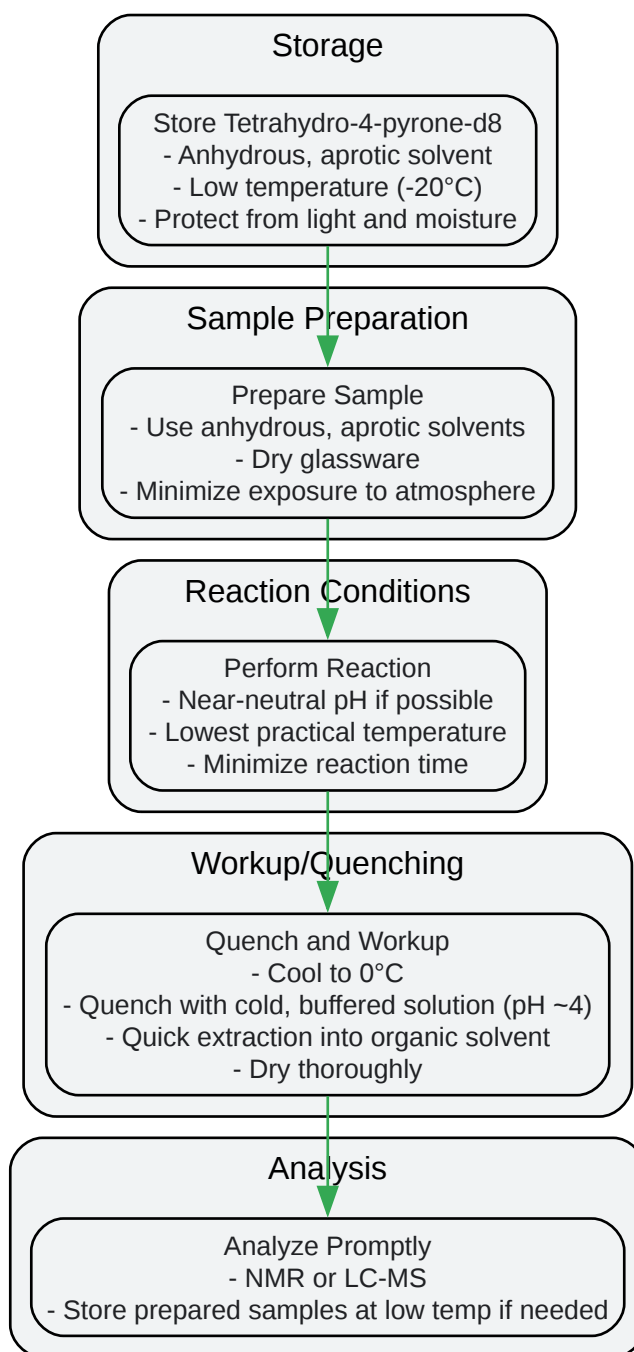 Storage
Store Tetrahydro-4-pyrone-d8
- Anhydrous, aprotic solvent
- Low temperature (-20°C)
- Protect from light and moisture
Sample Preparation
Prepare Sample
- Use anhydrous, aprotic solvents
- Dry glassware
- Minimize exposure to atmosphere
Reaction Conditions
Perform Reaction
- Near-neutral pH if possible
- Lowest practical temperature
- Minimize reaction time
Workup/Quenching
Quench and Workup
- Cool to 0°C
- Quench with cold, buffered solution (pH ~4)
- Quick extraction into organic solvent
- Dry thoroughly
Analysis
Analyze Promptly
- NMR or LC-MS
- Store prepared samples at low temp if needed